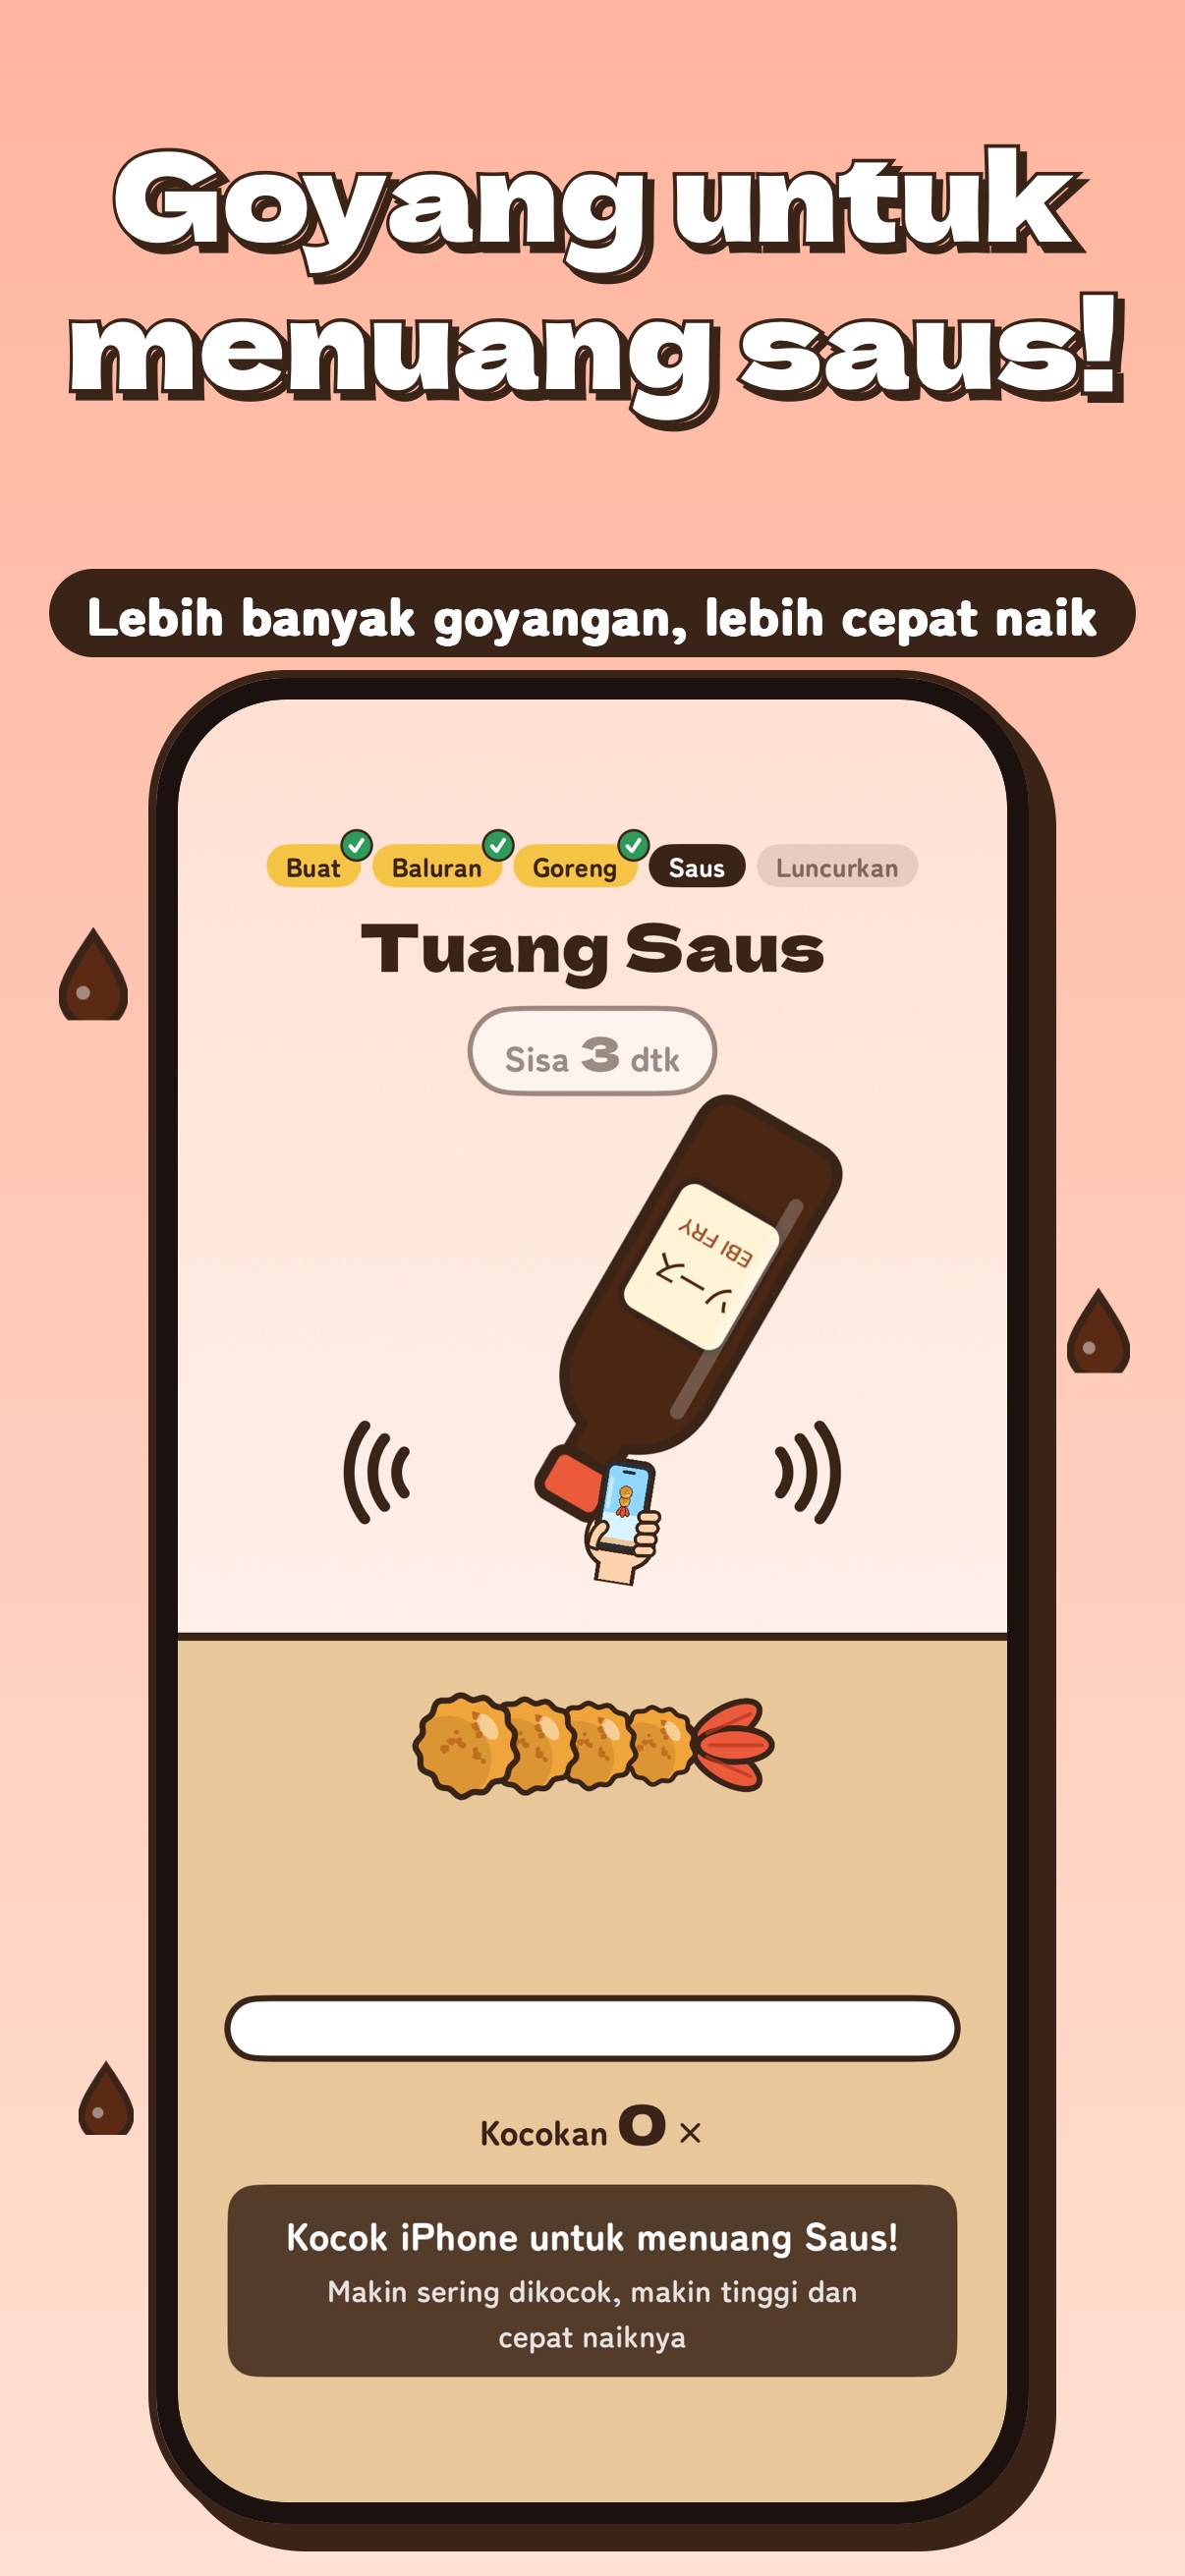 Goyang untuk
menuang saus!
Lebih banyak goyangan, lebih cepat naik
Buat Baluran Goreng Saus Luncurkan
Tuang Saus
Sisa 3 dtk
EBI FRY
ソース
Kocokan 0 ×
Kocok iPhone untuk menuang Saus!
Makin sering dikocok, makin tinggi dan
cepat naiknya